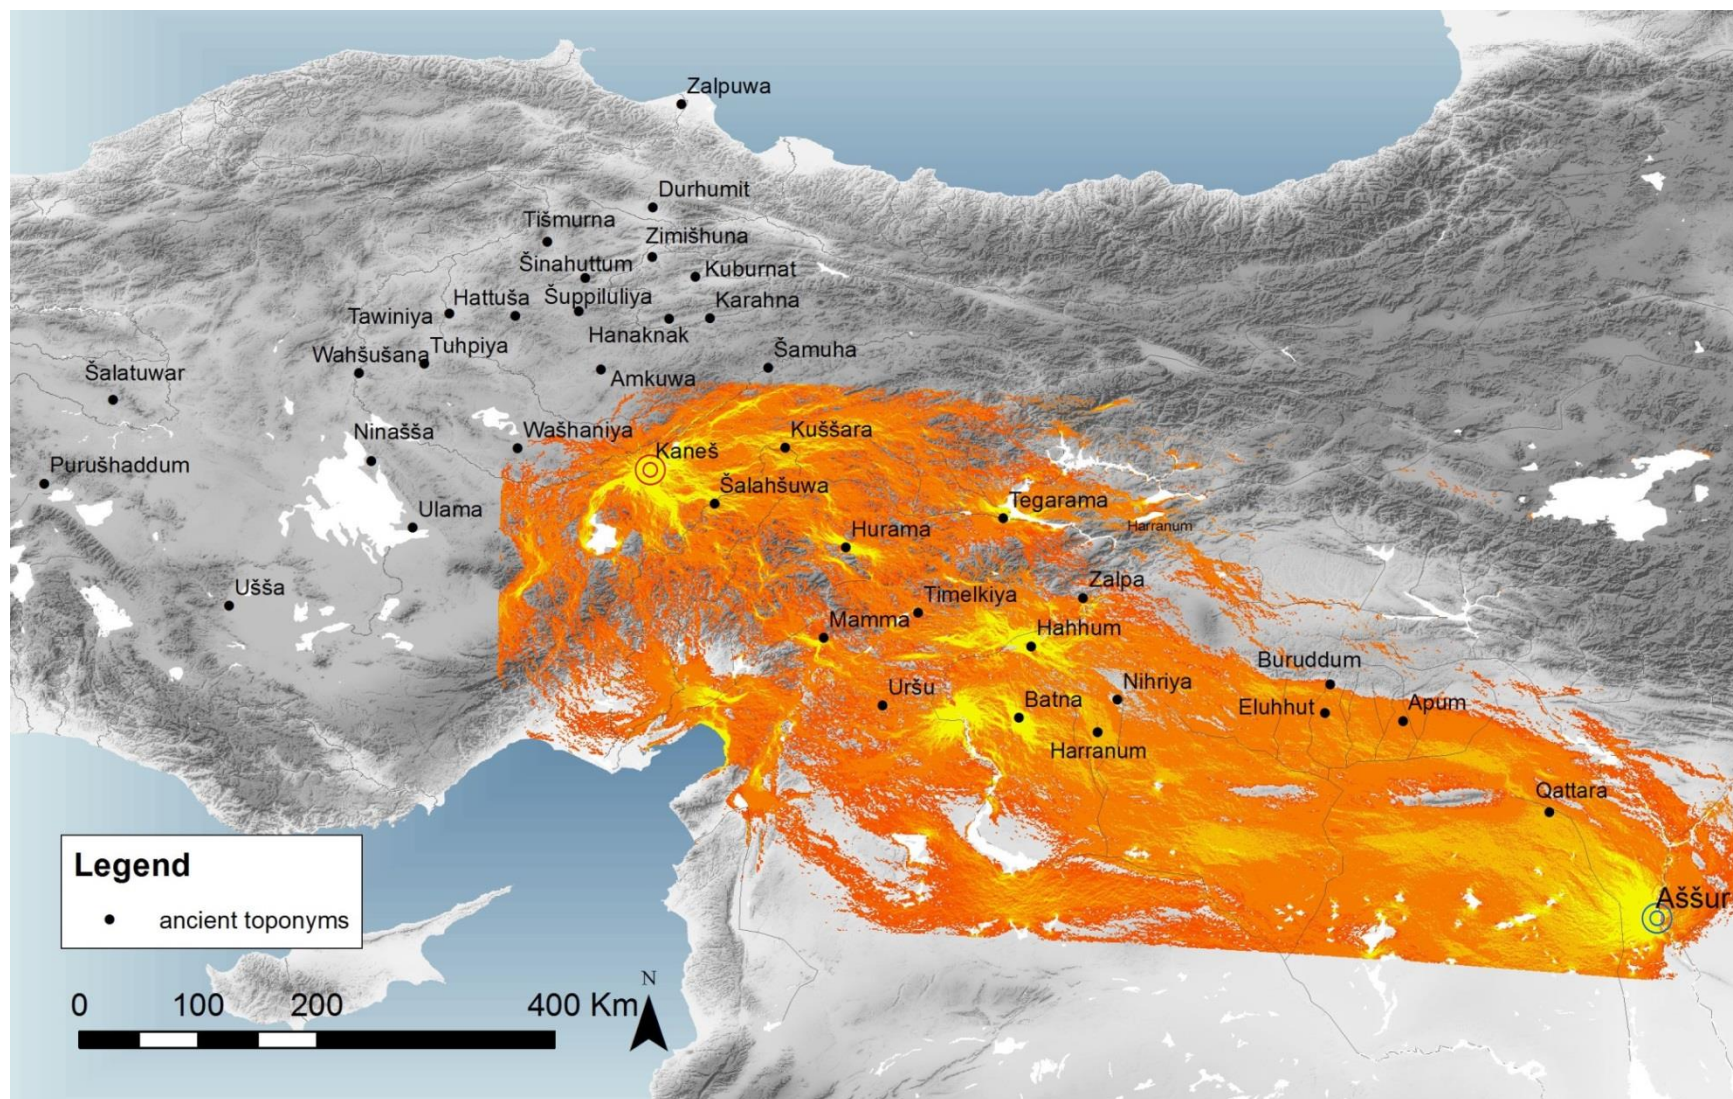 Zalpuwa
Durhumit
Tišmurna
Zimišhuna
Šinahuttum
Kuburnat
Hattuša
Šuppiluliya
Karahna
Tawiniya
Hanaknak
Wahšušana
Tuhpiya
Šamuha
Šalatuwar
Amkuwa
Ninašša
Wašhaniya
Kuššara
Kaneš
Purušhaddum
Šalahšuwa
Ulama
Tegarama
Harranum
Hurama
Ušša
Zalpa
Timelkiya
Mamma
Hahhum
Buruddum
Uršu
Nihriya
Batna
Eluhhut
Apum
Harranum
Qattara
Aššur
Legend
ancient toponyms
N
0 100 200 400 Km